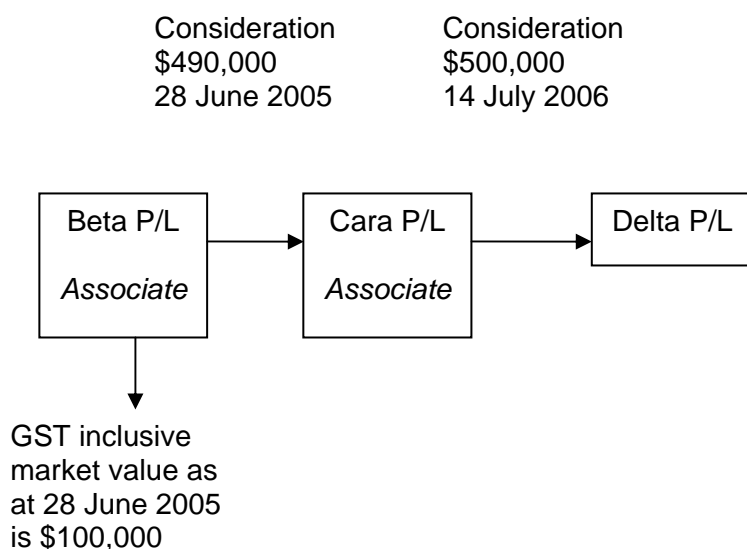 Consideration
$490,000
28 June 2005
Consideration
$500,000
14 July 2006
Beta P/L
Associate
Cara P/L
Associate
Delta P/L
GST inclusive
market value as
at 28 June 2005
is $100,000